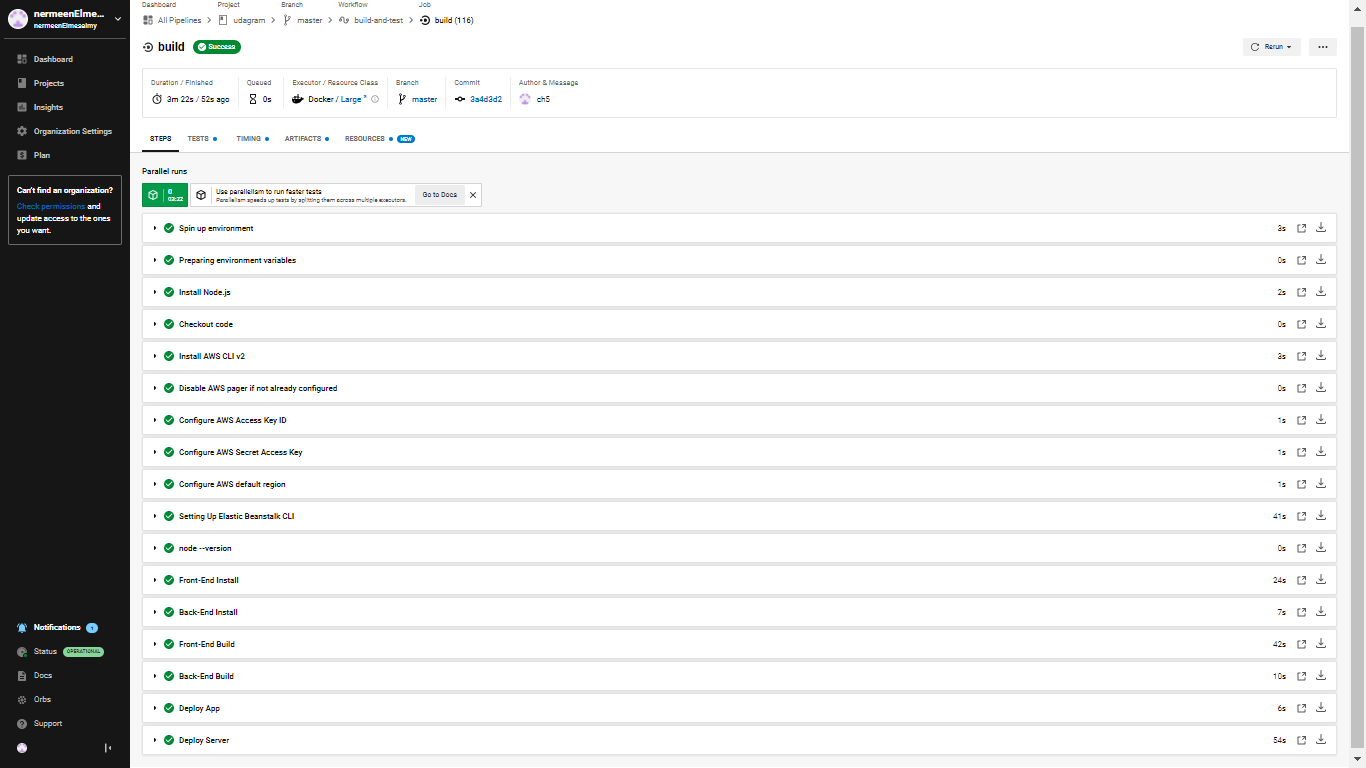 nermeenElme...
nermeenElmesalmy
Dashboard
Projects
Insights
Organization Settings
Plan
Can't find an organization?
Check permissions and
update access to the ones
you want.
Notifications 1
Status OPERATIONAL
Docs
Orbs
Support
Dashboard Project Branch Workflow Job
All Pipelines udagram master build-and-test build (116)
build Success Rerun
Duration / Finished Queued Executor / Resource Class Branch Commit Author & Message
3m 22s / 52s ago 0s Docker / Large master 3a4d3d2 ch5
STEPS TESTS TIMING ARTIFACTS RESOURCES NEW
Parallel runs
0
03:22
Use parallelism to run faster tests
Parallelism speeds up tests by splitting them across multiple executors.
Go to Docs
Spin up environment 3s
Preparing environment variables 0s
Install Node.js 2s
Checkout code 0s
Install AWS CLI v2 3s
Disable AWS pager if not already configured 0s
Configure AWS Access Key ID 1s
Configure AWS Secret Access Key 1s
Configure AWS default region 1s
Setting Up Elastic Beanstalk CLI 41s
node --version 0s
Front-End Install 24s
Back-End Install 7s
Front-End Build 42s
Back-End Build 10s
Deploy App 6s
Deploy Server 54s